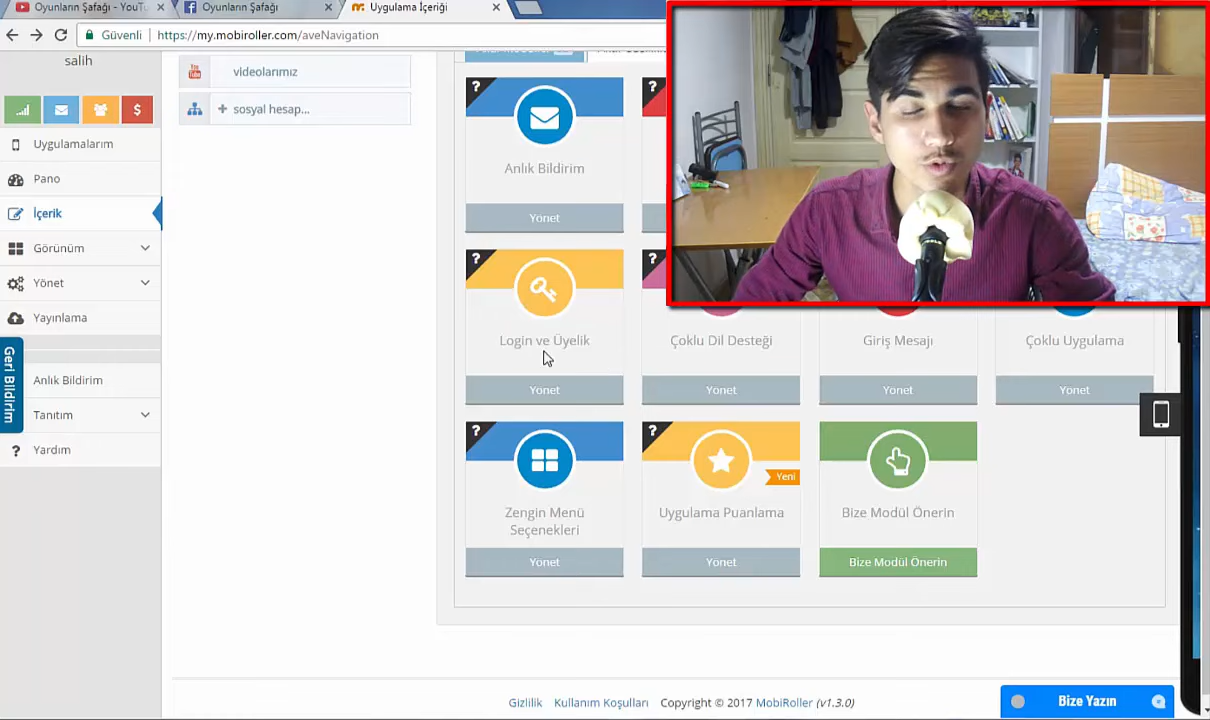 Oyunların Şafağı - YouTu
Oyunların Şafağı
Uygulama İçeriği
Güvenli
https://my.mobiroller.com/aveNavigation
salih
Uygulamalarım
Pano
İçerik
Görünüm
Yönet
Yayınlama
Geri Bildirim
Anlık Bildirim
Tanıtım
? Yardım
You Tube
videolarımız
+ sosyal hesap...
?
Anlık Bildirim
Yönet
?
?
Login ve Üyelik
Yönet
?
Çoklu Dil Desteği
Yönet
Giriş Mesajı
Yönet
Çoklu Uygulama
Yönet
?
Zengin Menü
Seçenekleri
Yönet
?
Yeni
Uygulama Puanlama
Yönet
Bize Modül Önerin
Bize Modül Önerin
Gizlilik
Kullanım Koşulları
Copyright © 2017 MobiRoller (v1.3.0)
Bize Yazın